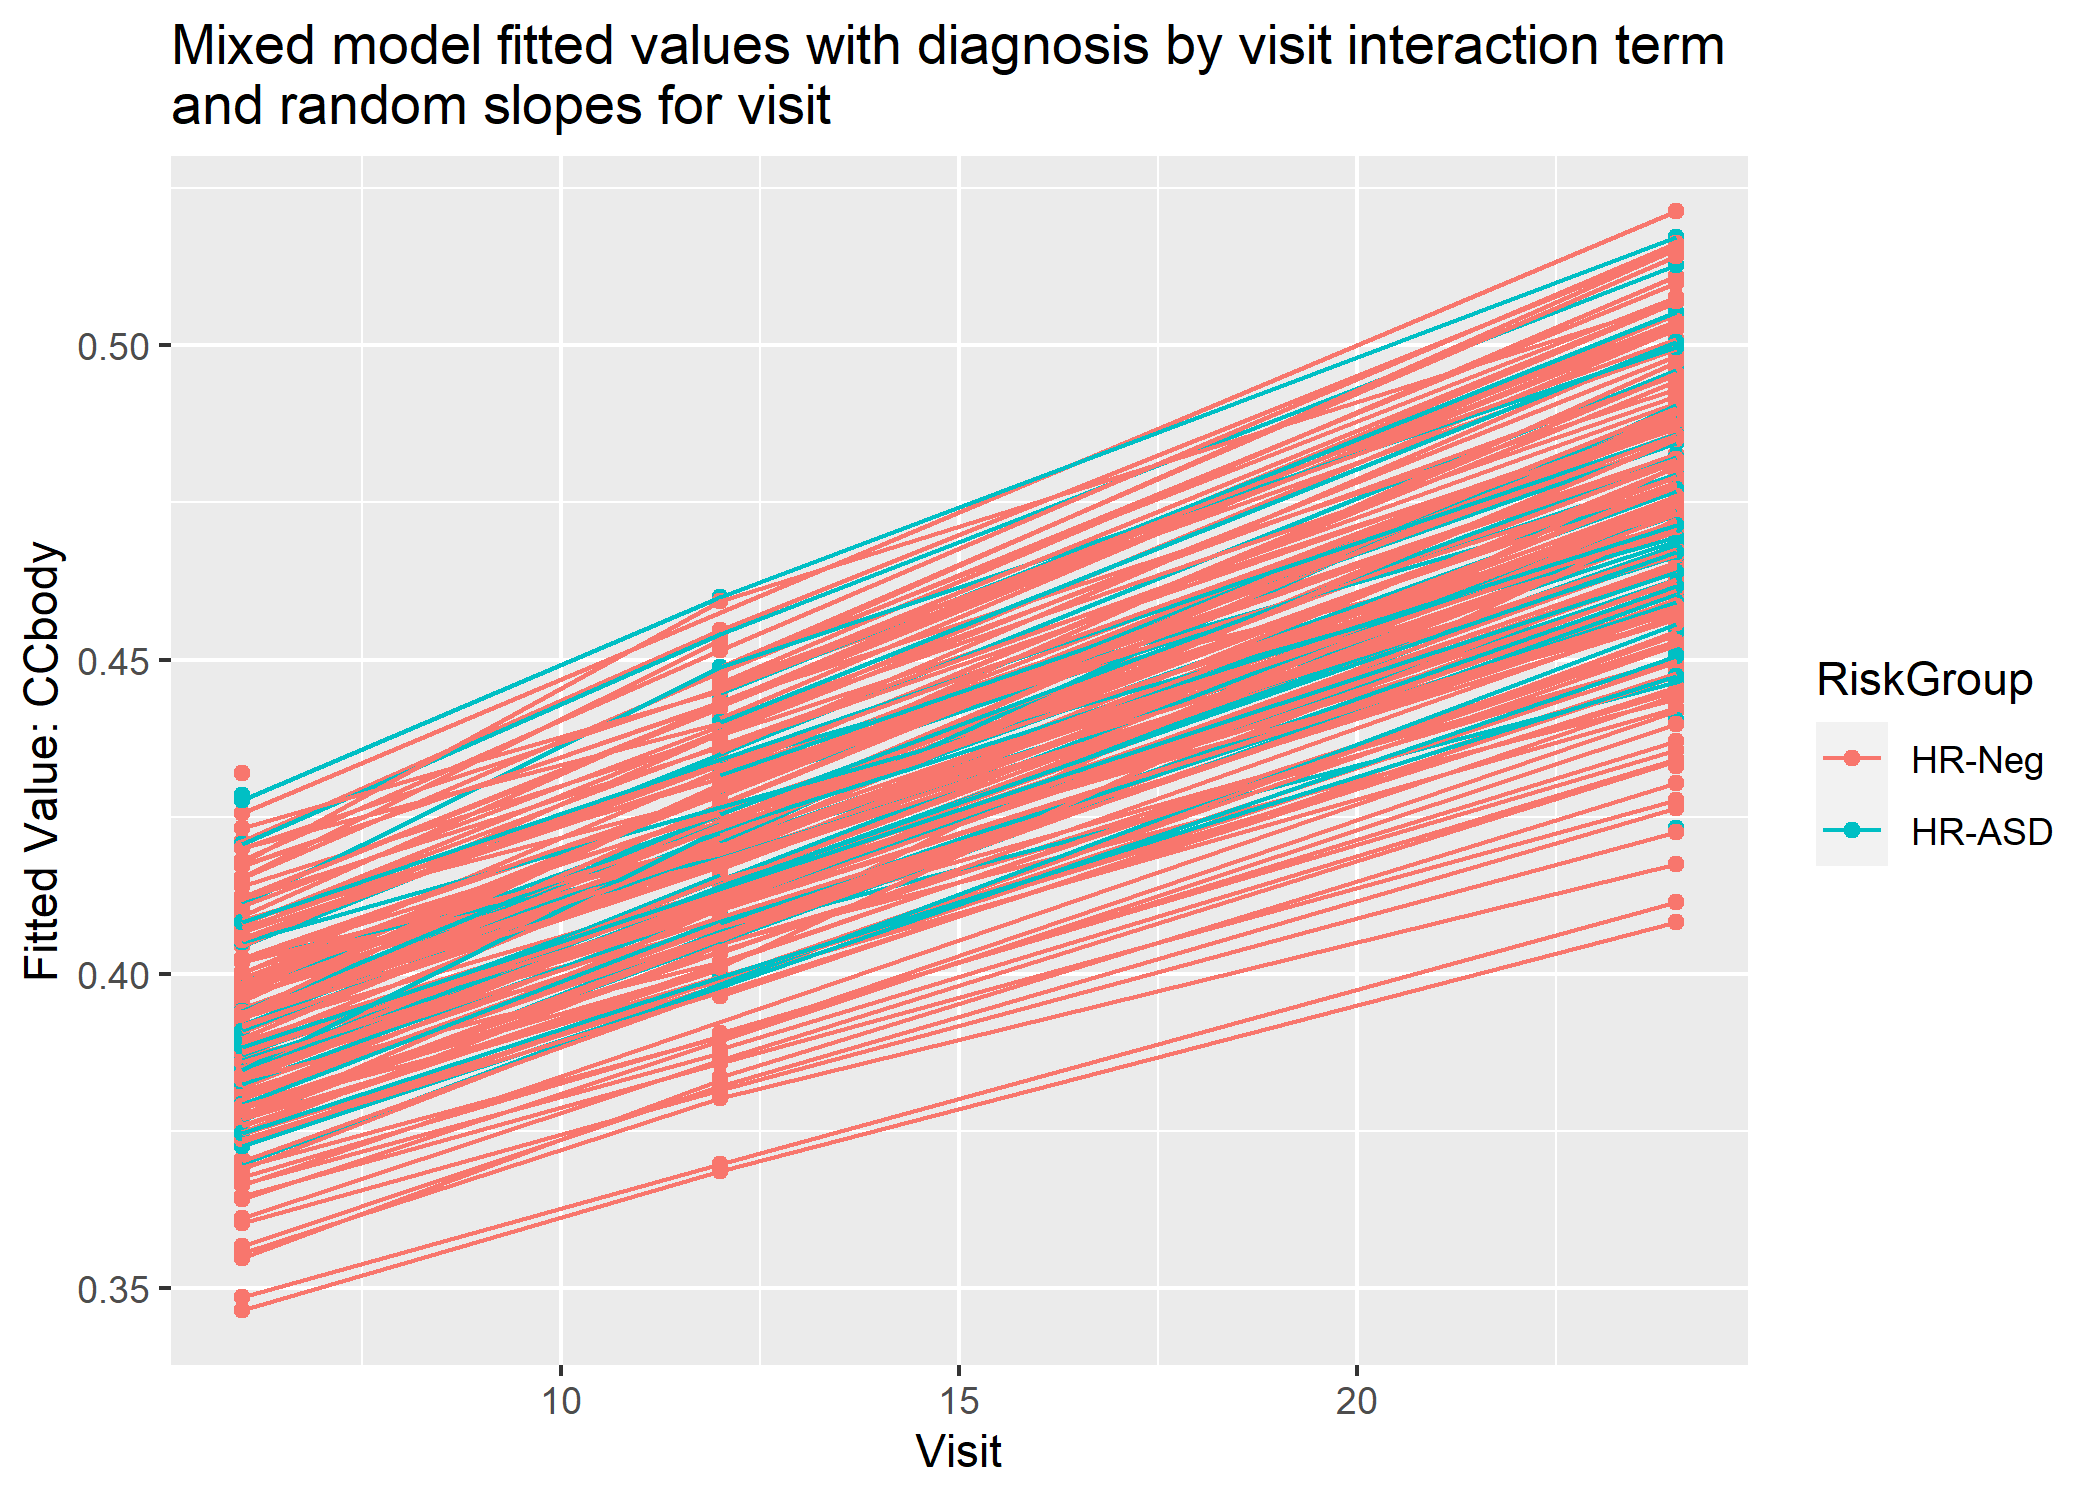 Mixed model fitted values with diagnosis by visit interaction term
and random slopes for visit
Fitted Value: CCbody
0.50
0.45
0.40
0.35
10
15
20
Visit
RiskGroup
HR-Neg
HR-ASD